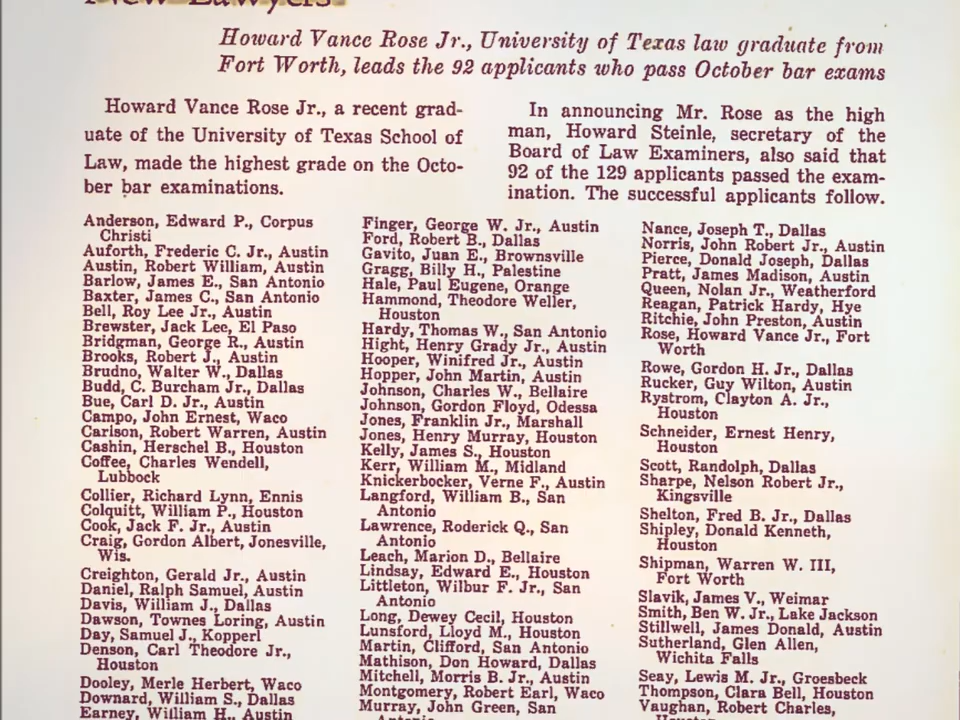 New Lawyers
Howard Vance Rose Jr., University of Texas law graduate from
Fort Worth, leads the 92 applicants who pass October bar exams
Howard Vance Rose Jr., a recent grad-
uate of the University of Texas School of
Law, made the highest grade on the Octo-
ber bar examinations.
In announcing Mr. Rose as the high
man, Howard Steinle, secretary of the
Board of Law Examiners, also said that
92 of the 129 applicants passed the exam-
ination. The successful applicants follow.
Anderson, Edward P., Corpus
Christi
Auforth, Frederic C. Jr., Austin
Austin, Robert William, Austin
Barlow, James E., San Antonio
Baxter, James C., San Antonio
Bell, Roy Lee Jr., Austin
Brewster, Jack Lee, El Paso
Bridgman, George R., Austin
Brooks, Robert J., Austin
Brudno, Walter W., Dallas
Budd, C. Burcham Jr., Dallas
Bue, Carl D. Jr., Austin
Campo, John Ernest, Waco
Carlson, Robert Warren, Austin
Cashin, Herschel B., Houston
Coffee, Charles Wendell,
Lubbock
Collier, Richard Lynn, Ennis
Colquitt, William P., Houston
Cook, Jack F. Jr., Austin
Craig, Gordon Albert, Jonesville,
Wis.
Creighton, Gerald Jr., Austin
Daniel, Ralph Samuel, Austin
Davis, William J., Dallas
Dawson, Townes Loring, Austin
Day, Samuel J., Kopperl
Denson, Carl Theodore Jr.,
Houston
Dooley, Merle Herbert, Waco
Downard, William S., Dallas
Earney, William H., Austin
Finger, George W. Jr., Austin
Ford, Robert B., Dallas
Gavito, Juan E., Brownsville
Gragg, Billy H., Palestine
Hale, Paul Eugene, Orange
Hammond, Theodore Weller,
Houston
Hardy, Thomas W., San Antonio
Hight, Henry Grady Jr., Austin
Hooper, Winifred Jr., Austin
Hopper, John Martin, Austin
Johnson, Charles W., Bellaire
Johnson, Gordon Floyd, Odessa
Jones, Franklin Jr., Marshall
Jones, Henry Murray, Houston
Kelly, James S., Houston
Kerr, William M., Midland
Knickerbocker, Verne F., Austin
Langford, William B., San
Antonio
Lawrence, Roderick Q., San
Antonio
Leach, Marion D., Bellaire
Lindsay, Edward E., Houston
Littleton, Wilbur F. Jr., San
Antonio
Long, Dewey Cecil, Houston
Lunsford, Lloyd M., Houston
Martin, Clifford, San Antonio
Mathison, Don Howard, Dallas
Mitchell, Morris B. Jr., Austin
Montgomery, Robert Earl, Waco
Murray, John Green, San
Antonio
Nance, Joseph T., Dallas
Norris, John Robert Jr., Austin
Pierce, Donald Joseph, Dallas
Pratt, James Madison, Austin
Queen, Nolan Jr., Weatherford
Reagan, Patrick Hardy, Hye
Ritchie, John Preston, Austin
Rose, Howard Vance Jr., Fort
Worth
Rowe, Gordon H. Jr., Dallas
Rucker, Guy Wilton, Austin
Rystrom, Clayton A. Jr.,
Houston
Schneider, Ernest Henry,
Houston
Scott, Randolph, Dallas
Sharpe, Nelson Robert Jr.,
Kingsville
Shelton, Fred B. Jr., Dallas
Shipley, Donald Kenneth,
Houston
Shipman, Warren W. III,
Fort Worth
Slavik, James V., Weimar
Smith, Ben W. Jr., Lake Jackson
Stillwell, James Donald, Austin
Sutherland, Glen Allen,
Wichita Falls
Seay, Lewis M. Jr., Groesbeck
Thompson, Clara Bell, Houston
Vaughan, Robert Charles,
Houston